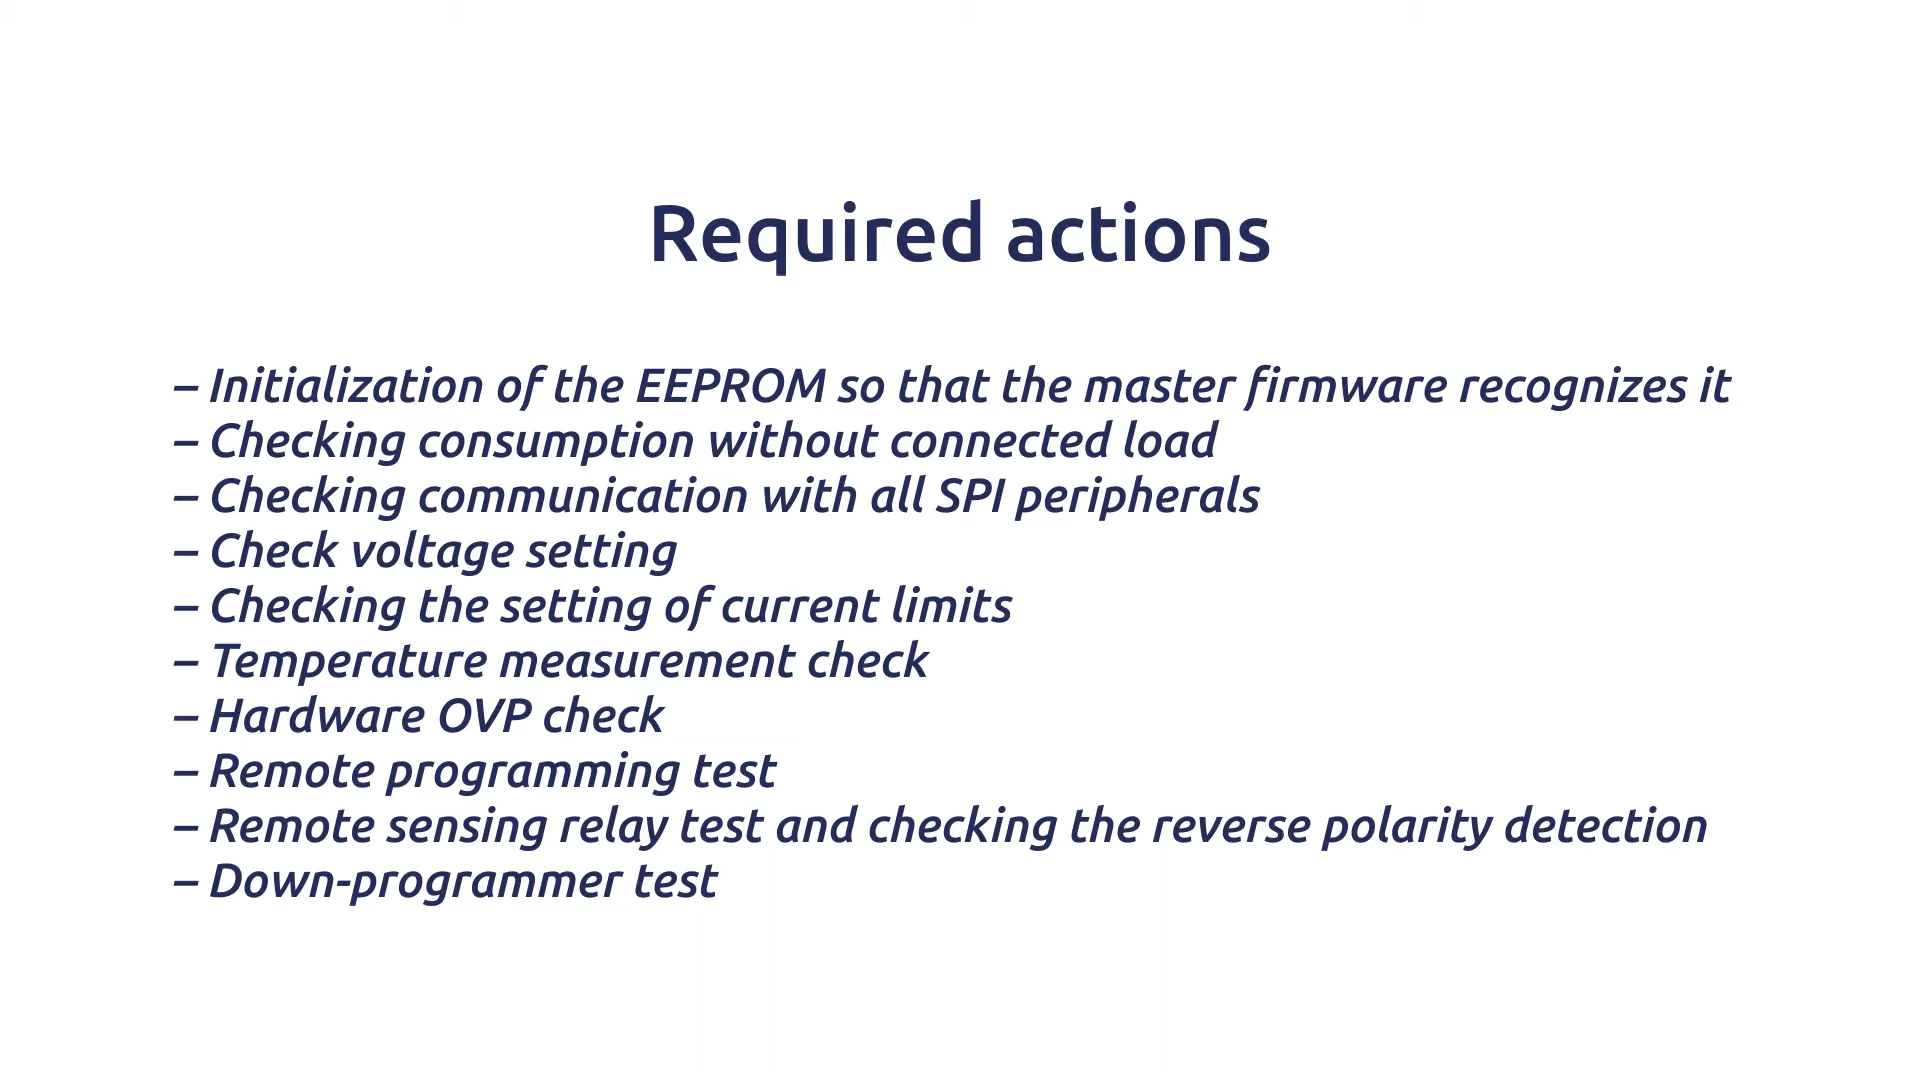 Required actions
– Initialization of the EEPROM so that the master firmware recognizes it
– Checking consumption without connected load
– Checking communication with all SPI peripherals
– Check voltage setting
– Checking the setting of current limits
– Temperature measurement check
– Hardware OVP check
– Remote programming test
– Remote sensing relay test and checking the reverse polarity detection
– Down-programmer test